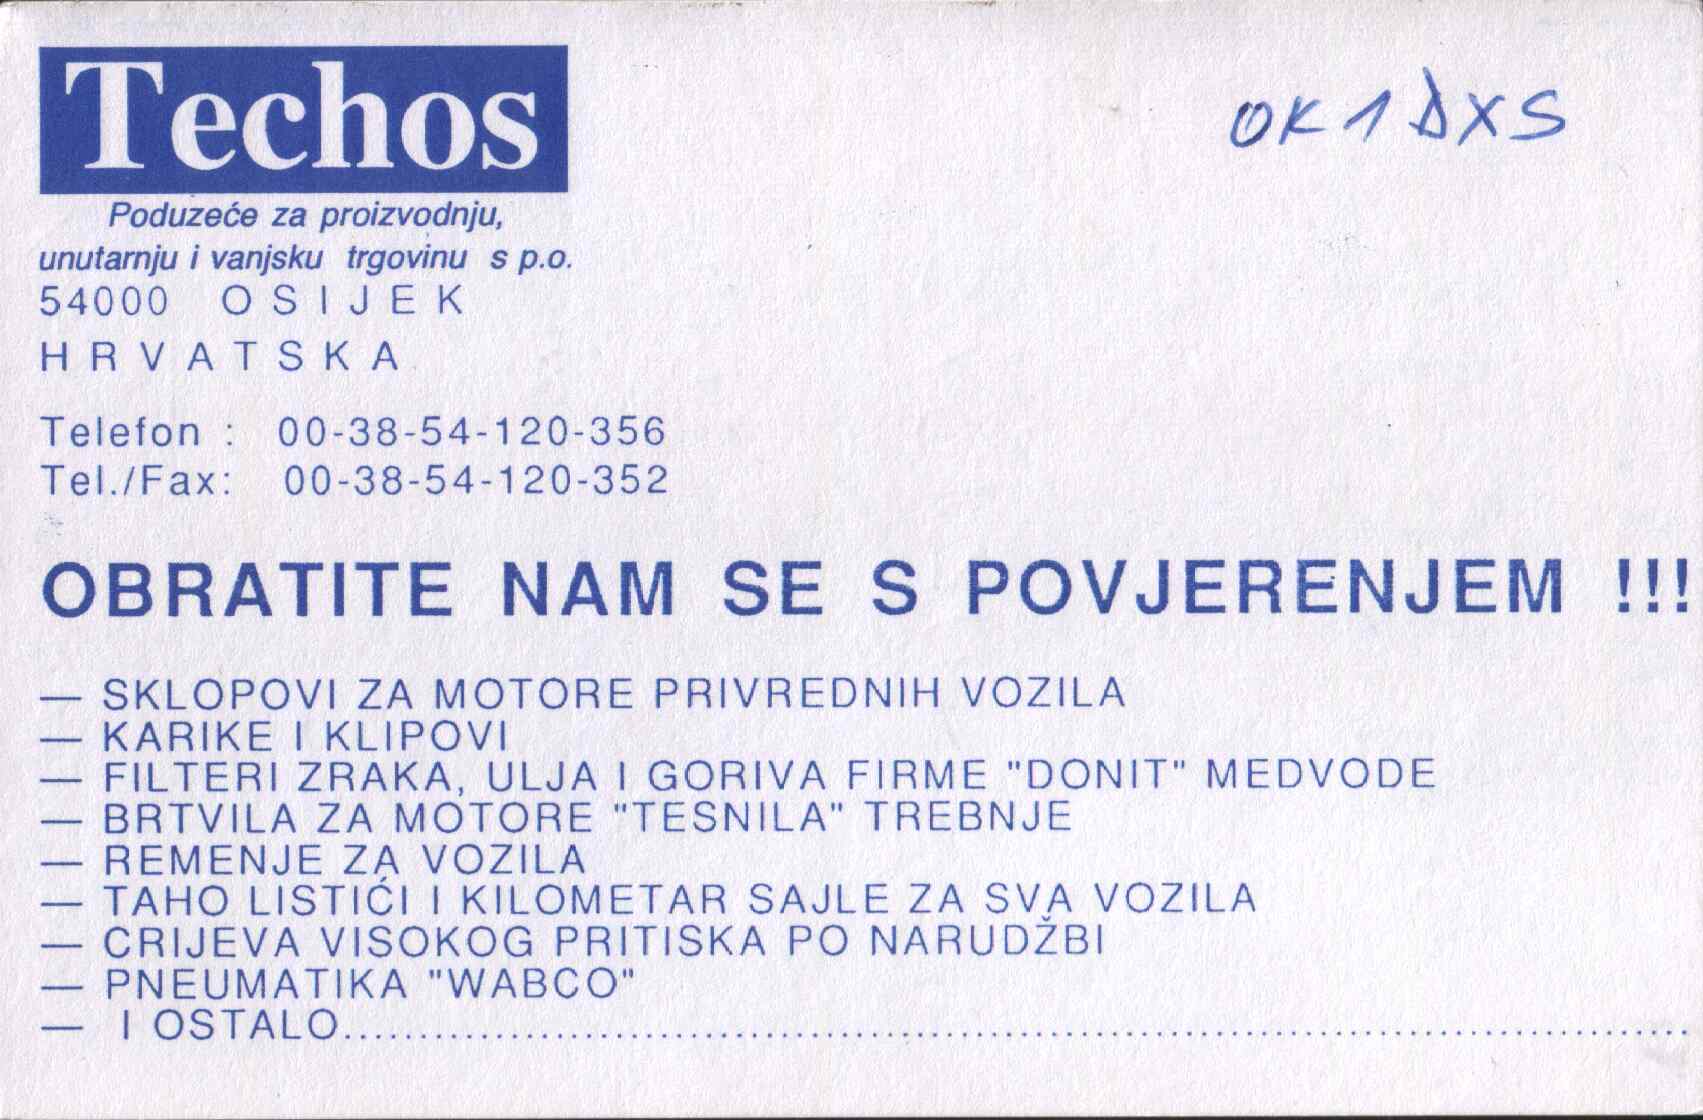 Techos
OK1DXS
Poduzeće za proizvodnju,
unutarnju i vanjsku trgovinu s p.o.
54000 OSIJEK
HRVATSKA
Telefon : 00-38-54-120-356
Tel./Fax: 00-38-54-120-352
OBRATITE NAM SE S POVJERENJEM !!!
— SKLOPOVI ZA MOTORE PRIVREDNIH VOZILA
— KARIKE I KLIPOVI
— FILTERI ZRAKA, ULJA I GORIVA FIRME "DONIT" MEDVODE
— BRTVILA ZA MOTORE "TESNILA" TREBNJE
— REMENJE ZA VOZILA
— TAHO LISTIĆI I KILOMETAR SAJLE ZA SVA VOZILA
— CRIJEVA VISOKOG PRITISKA PO NARUDŽBI
— PNEUMATIKA "WABCO"
— I OSTALO..........................................................................................